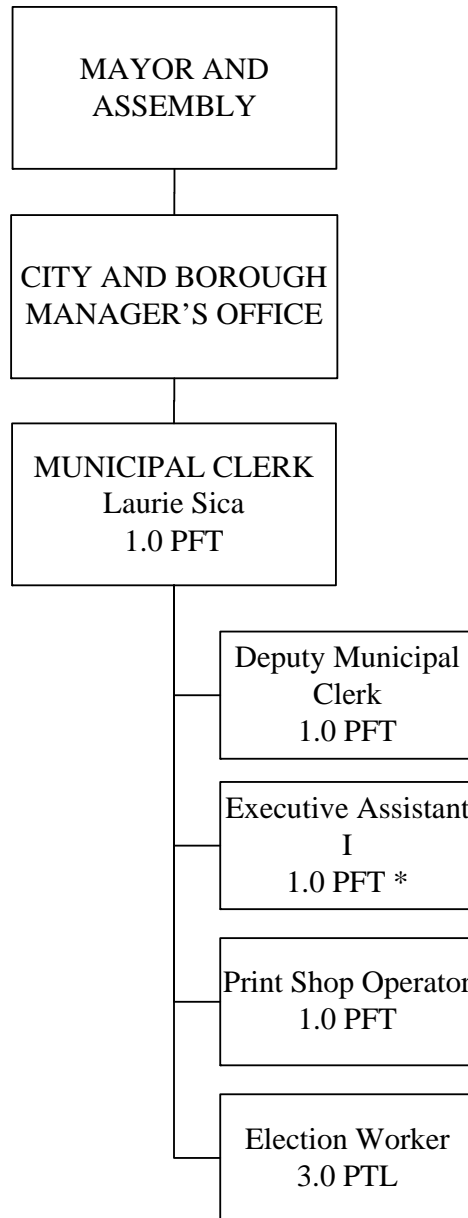 MAYOR AND
ASSEMBLY
CITY AND BOROUGH
MANAGER'S OFFICE
MUNICIPAL CLERK
Laurie Sica
1.0 PFT
Deputy Municipal
Clerk
1.0 PFT
Executive Assistant
I
1.0 PFT *
Print Shop Operator
1.0 PFT
Election Worker
3.0 PTL